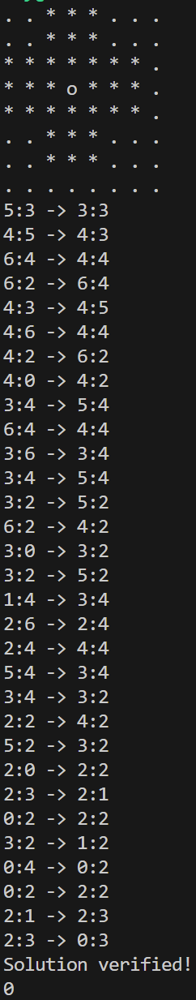 . . * * * . . .
. . * * * . . .
* * * * * * * .
* * * o * * * .
* * * * * * * .
. . * * * . . .
. . * * * . . .
. . . . . . . .
5:3 -> 3:3
4:5 -> 4:3
6:4 -> 4:4
6:2 -> 6:4
4:3 -> 4:5
4:6 -> 4:4
4:2 -> 6:2
4:0 -> 4:2
3:4 -> 5:4
6:4 -> 4:4
3:6 -> 3:4
3:4 -> 5:4
3:2 -> 5:2
6:2 -> 4:2
3:0 -> 3:2
3:2 -> 5:2
1:4 -> 3:4
2:6 -> 2:4
2:4 -> 4:4
5:4 -> 3:4
3:4 -> 3:2
2:2 -> 4:2
5:2 -> 3:2
2:0 -> 2:2
2:3 -> 2:1
0:2 -> 2:2
3:2 -> 1:2
0:4 -> 0:2
0:2 -> 2:2
2:1 -> 2:3
2:3 -> 0:3
Solution verified!
0